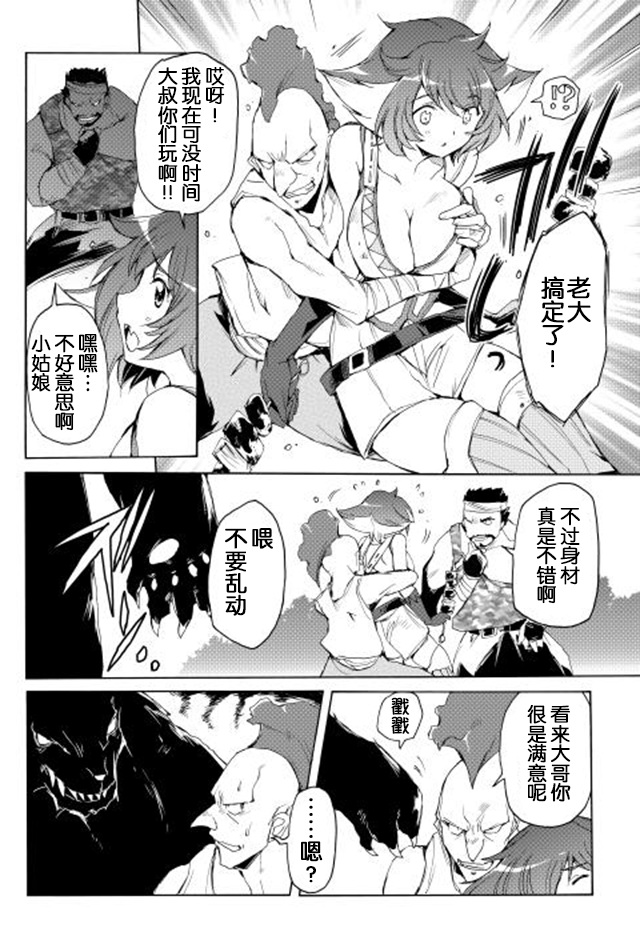 !?
老大
搞定了！
哎呀！
我现在可没时间
大叔你们玩啊!!
嘿嘿…
不好意思啊
小姑娘
不过身材
真是不错啊
喂
不要乱动
看来大哥你
很是满意呢
戳
戳
……嗯？